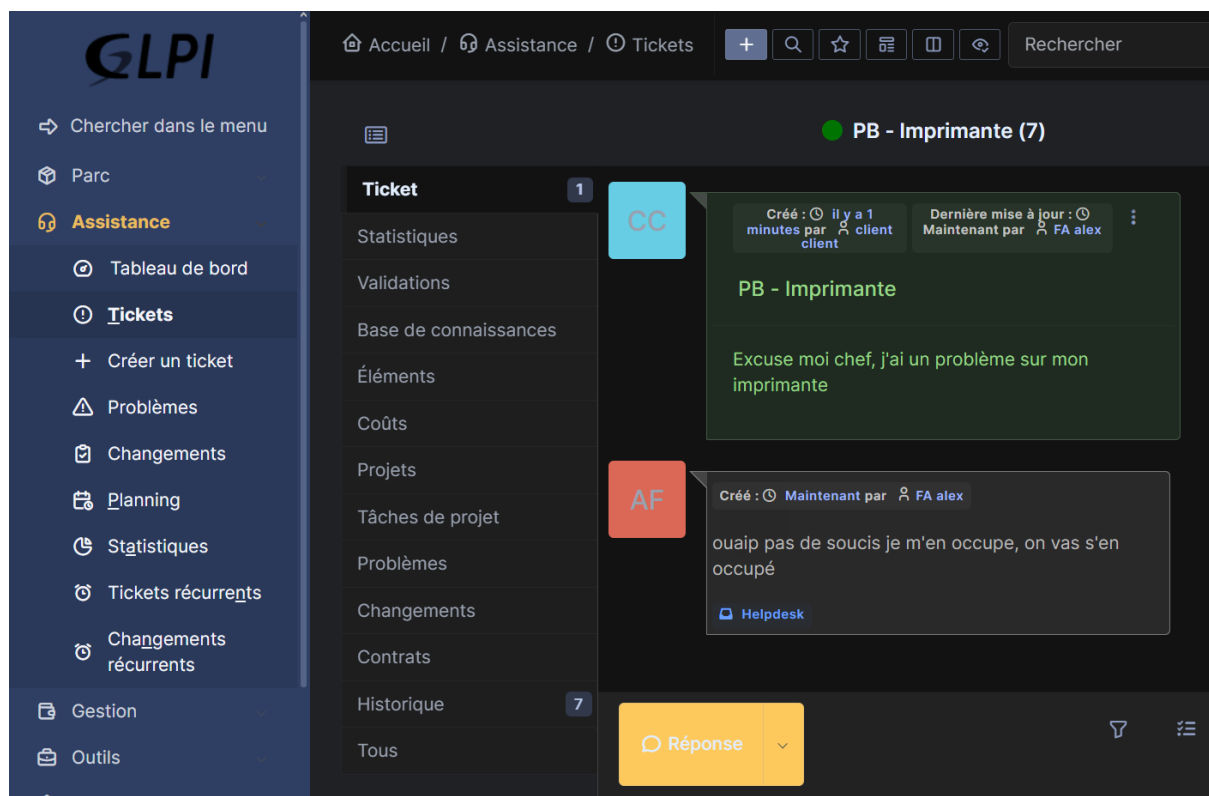 GLPI
Chercher dans le menu
Parc
Assistance
Tableau de bord
Tickets
Créer un ticket
Problèmes
Changements
Planning
Statistiques
Tickets récurrents
Changements
récurrents
Gestion
Outils
Accueil / Assistance / Tickets
Rechercher
PB - Imprimante (7)
Ticket 1
Statistiques
Validations
Base de connaissances
Éléments
Coûts
Projets
Tâches de projet
Problèmes
Changements
Contrats
Historique 7
Tous
CC
Créé : il y a 1
minutes par client
client
Dernière mise à jour :
Maintenant par FA alex
PB - Imprimante
Excuse moi chef, j'ai un problème sur mon
imprimante
AF
Créé : Maintenant par FA alex
ouaip pas de soucis je m'en occupe, on vas s'en
occupé
Helpdesk
Réponse